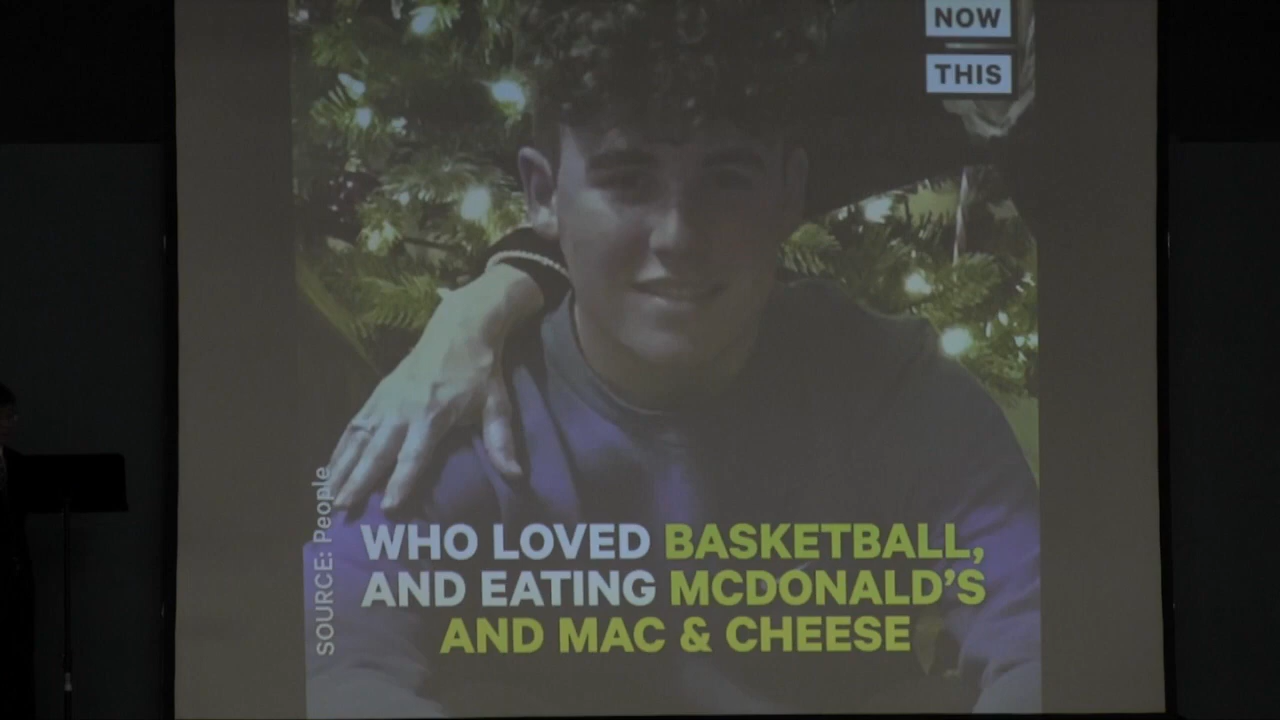 NOW
THIS
SOURCE: People
WHO LOVED BASKETBALL,
AND EATING MCDONALD'S
AND MAC & CHEESE